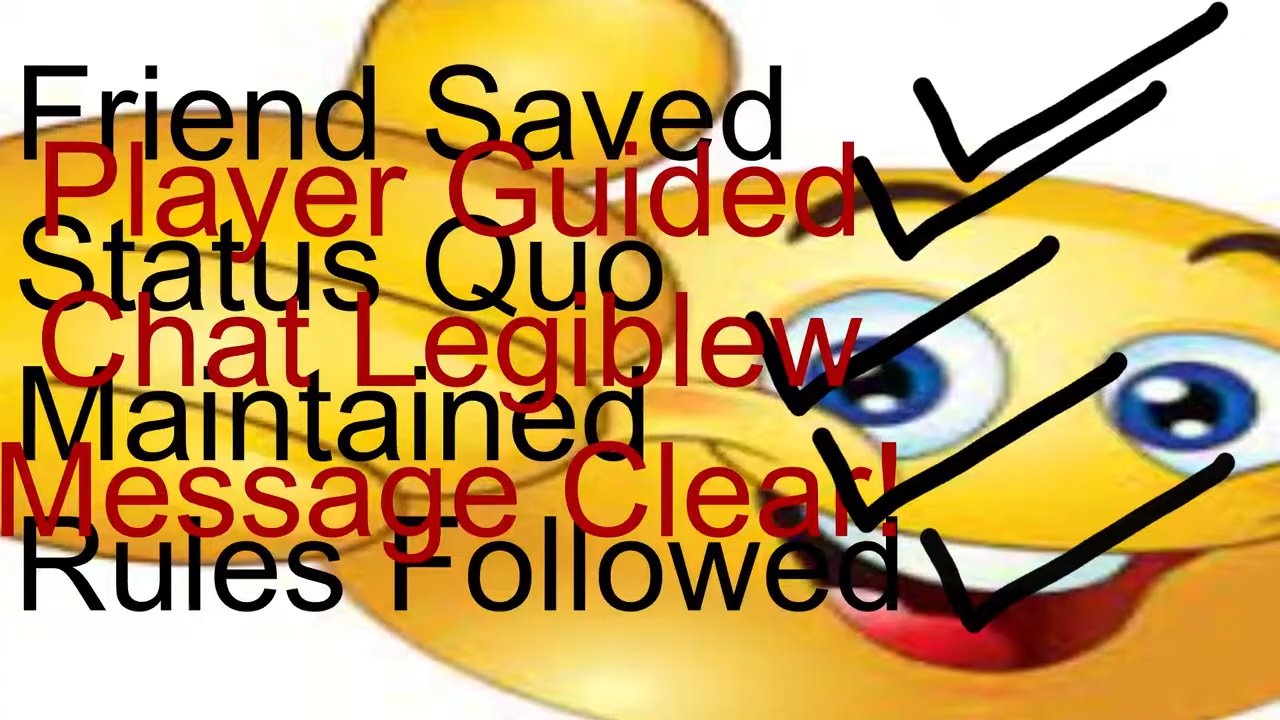 Friend Saved
Player Guided
Status Quo
Chat Legiblew
Maintained
Message Clear!
Rules Followed